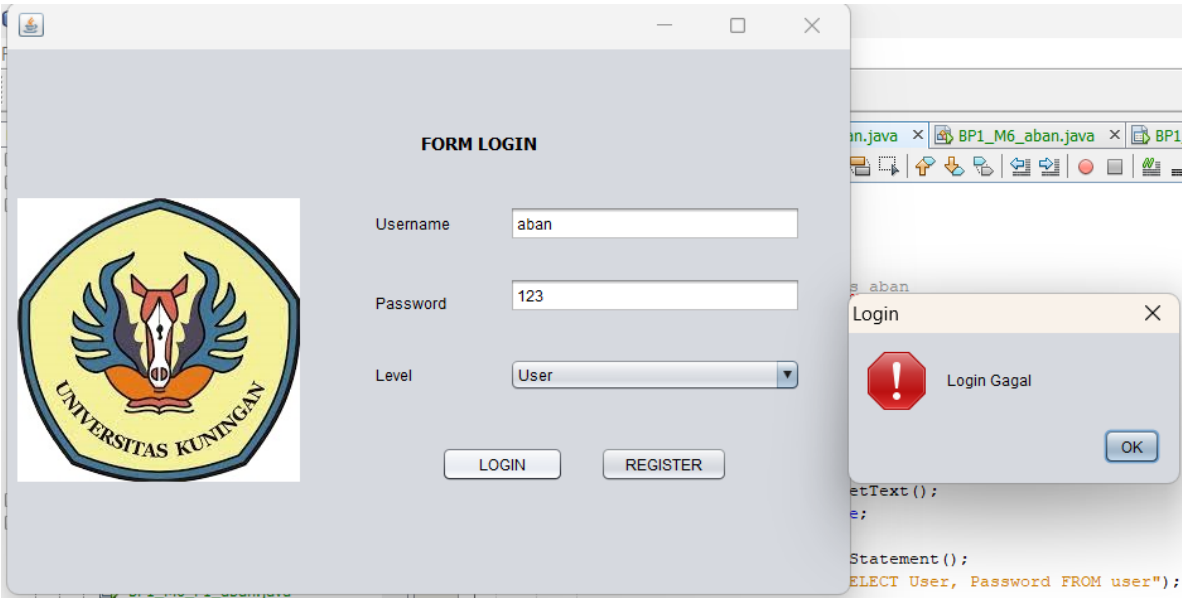 FORM LOGIN
Username
aban
Password
123
Level
User
LOGIN
REGISTER
UNIVERSITAS KUNINGAN
an.java
BP1_M6_aban.java
BP1
s aban
Login
Login Gagal
OK
etText();
e;
Statement();
ELECT User, Password FROM user");